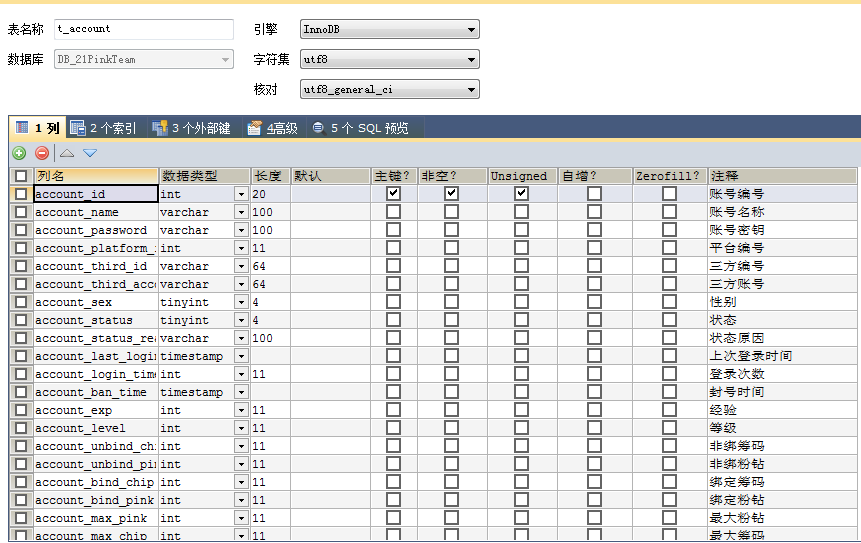 表名称 t_account 引擎 InnoDB
数据库 DB_21PinkTeam 字符集 utf8
核对 utf8_general_ci
1 列 2 个索引 3 个外部键 4高级 5 个 SQL 预览
列名 数据类型 长度 默认 主键? 非空? Unsigned 自增? Zerofill? 注释
account_id int 20 账号编号
account_name varchar 100 账号名称
account_password varchar 100 账号密钥
account_platform_ int 11 平台编号
account_third_id varchar 64 三方编号
account_third_acc varchar 64 三方账号
account_sex tinyint 4 性别
account_status tinyint 4 状态
account_status_re varchar 100 状态原因
account_last_logi timestamp 上次登录时间
account_login_tim int 11 登录次数
account_ban_time timestamp 封号时间
account_exp int 11 经验
account_level int 11 等级
account_unbind_ch int 11 非绑筹码
account_unbind_pi int 11 非绑粉钻
account_bind_chip int 11 绑定筹码
account_bind_pink int 11 绑定粉钻
account_max_pink int 11 最大粉钻
account_max_chip int 11 最大筹码